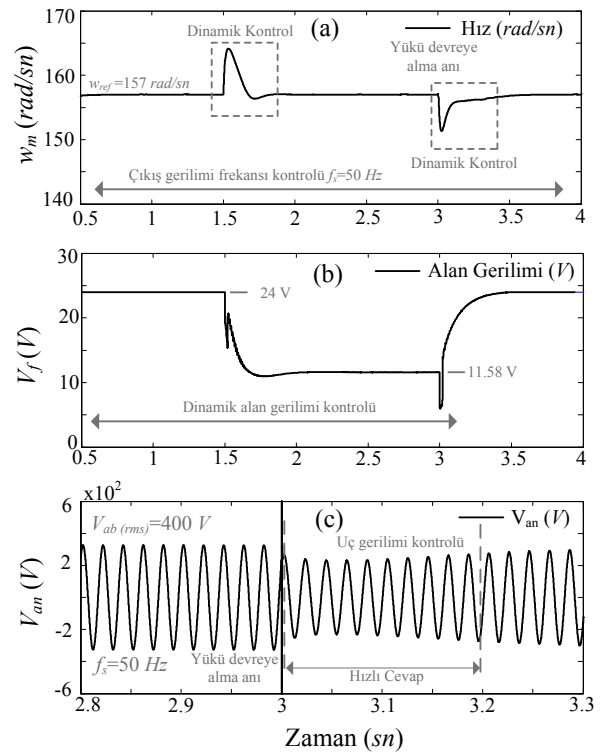 Dinamik Kontrol
(a)
Hız (rad/sn)
Yükü devreye
alma anı
w_ref =157 rad/sn
Dinamik Kontrol
Çıkış gerilimi frekansı kontrolü f_s=50 Hz
w_m (rad/sn)
170
160
150
140
0.5 1 1.5 2 2.5 3 3.5 4
(b)
Alan Gerilimi (V)
24 V
11.58 V
Dinamik alan gerilimi kontrolü
V_f (V)
30
20
10
0
0.5 1 1.5 2 2.5 3 3.5 4
x10²
(c)
V_an (V)
V_ab (rms)=400 V
Uç gerilimi kontrolü
f_s=50 Hz
Yükü devreye
alma anı
Hızlı Cevap
V_an (V)
6
2
-2
-6
2.8 2.9 3 3.1 3.2 3.3
Zaman (sn)